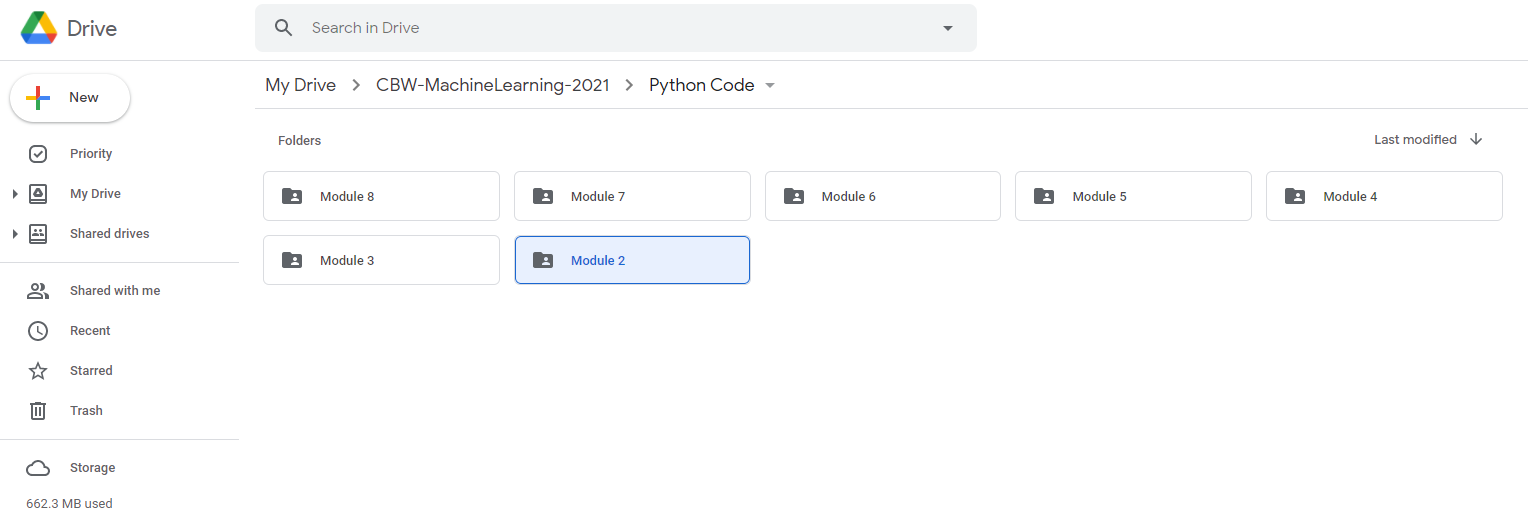 Drive
Search in Drive
New
My Drive > CBW-MachineLearning-2021 > Python Code
Priority
My Drive
Shared drives
Shared with me
Recent
Starred
Trash
Storage
662.3 MB used
Folders
Last modified
Module 8
Module 7
Module 6
Module 5
Module 4
Module 3
Module 2